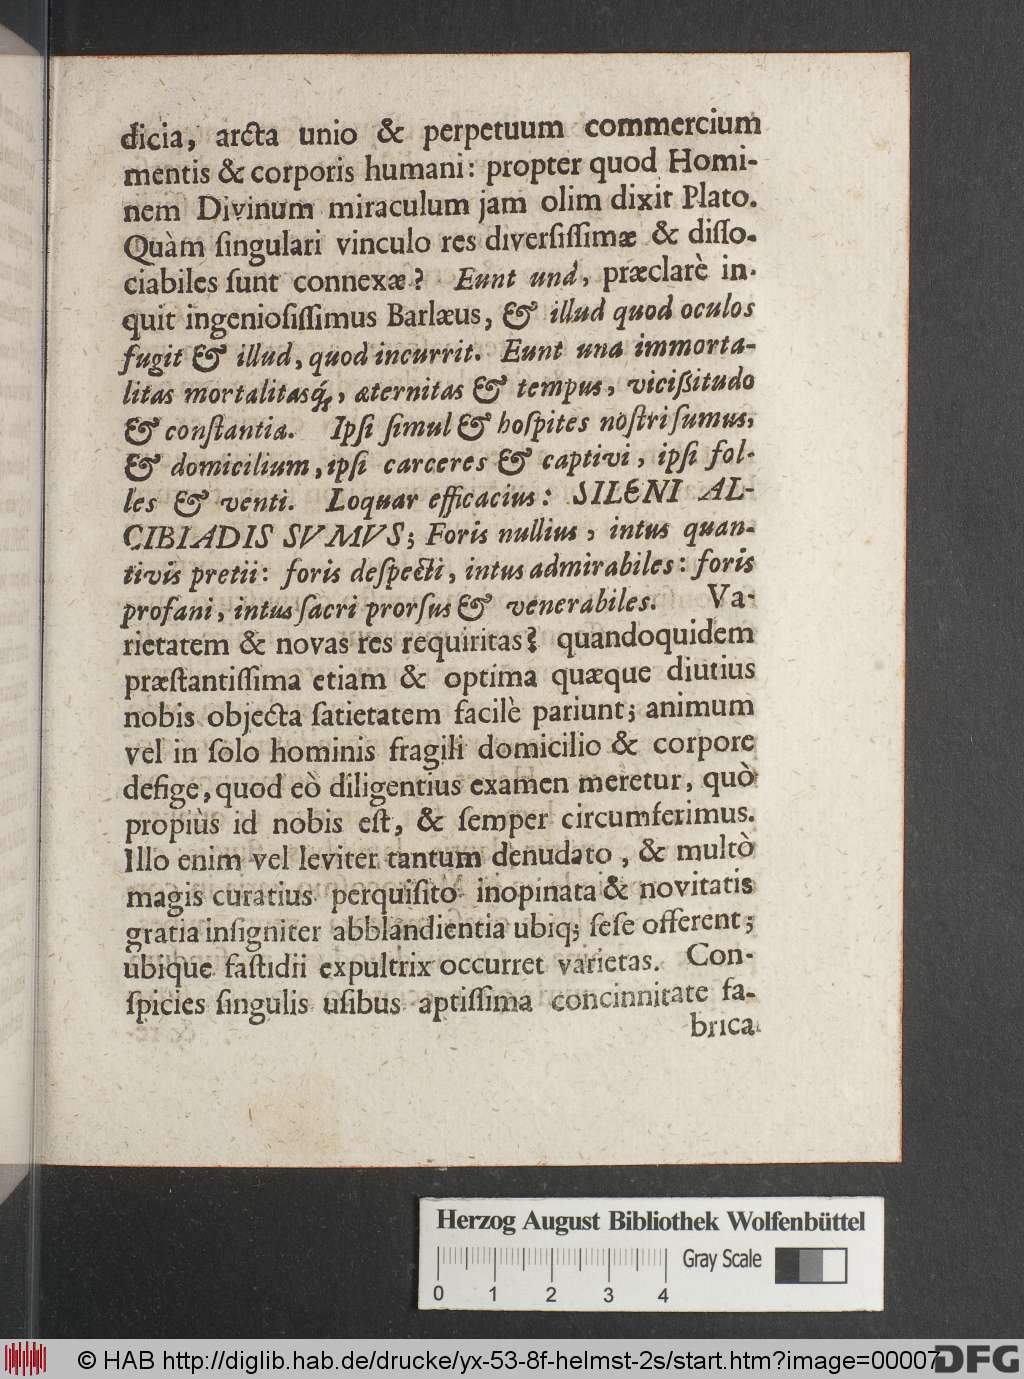 dicia, arcta unio & perpetuum commercium
mentis & corporis humani: propter quod Homi-
nem Divinum miraculum jam olim dixit Plato.
Quàm ſingulari vinculo res diverſiſſimæ & diſſo-
ciabiles ſunt connexæ? Eunt und, præclarè in-
quit ingenioſiſſimus Barlæus, & illud quod oculos
fugit & illud, quod incurrit. Eunt una immorta-
litas mortalitasq́;, æternitas & tempus, viciſſitudo
& conſtantia. Ipſi ſimul & hoſpites noſtri ſumus,
& domicilium, ipſi carceres & captivi, ipſi fol-
les & venti. Loquar efficacius: SILENI AL-
CIBIADIS SVMVS; Foris nullius, intus quan-
tivis pretii: foris deſpecti, intus admirabiles: foris
profani, intus ſacri prorſus & venerabiles. Va-
rietatem & novas res requiritas? quandoquidem
præſtantiſſima etiam & optima quæque diutius
nobis objecta ſatietatem facilè pariunt; animum
vel in ſolo hominis fragili domicilio & corpore
defige, quod eò diligentius examen meretur, quò
propiùs id nobis eſt, & ſemper circumferimus.
Illo enim vel leviter tantum denudato, & multò
magis curatius perquiſito inopinata & novitatis
gratia inſigniter abblandientia ubiq; ſeſe offerent;
ubique faſtidii expultrix occurret varietas. Con-
ſpicies ſingulis uſibus aptiſſima concinnitate fa-
brica
Herzog August Bibliothek Wolfenbüttel
Gray Scale
0 1 2 3 4
© HAB http://diglib.hab.de/drucke/yx-53-8f-helmst-2s/start.htm?image=00007
DFG